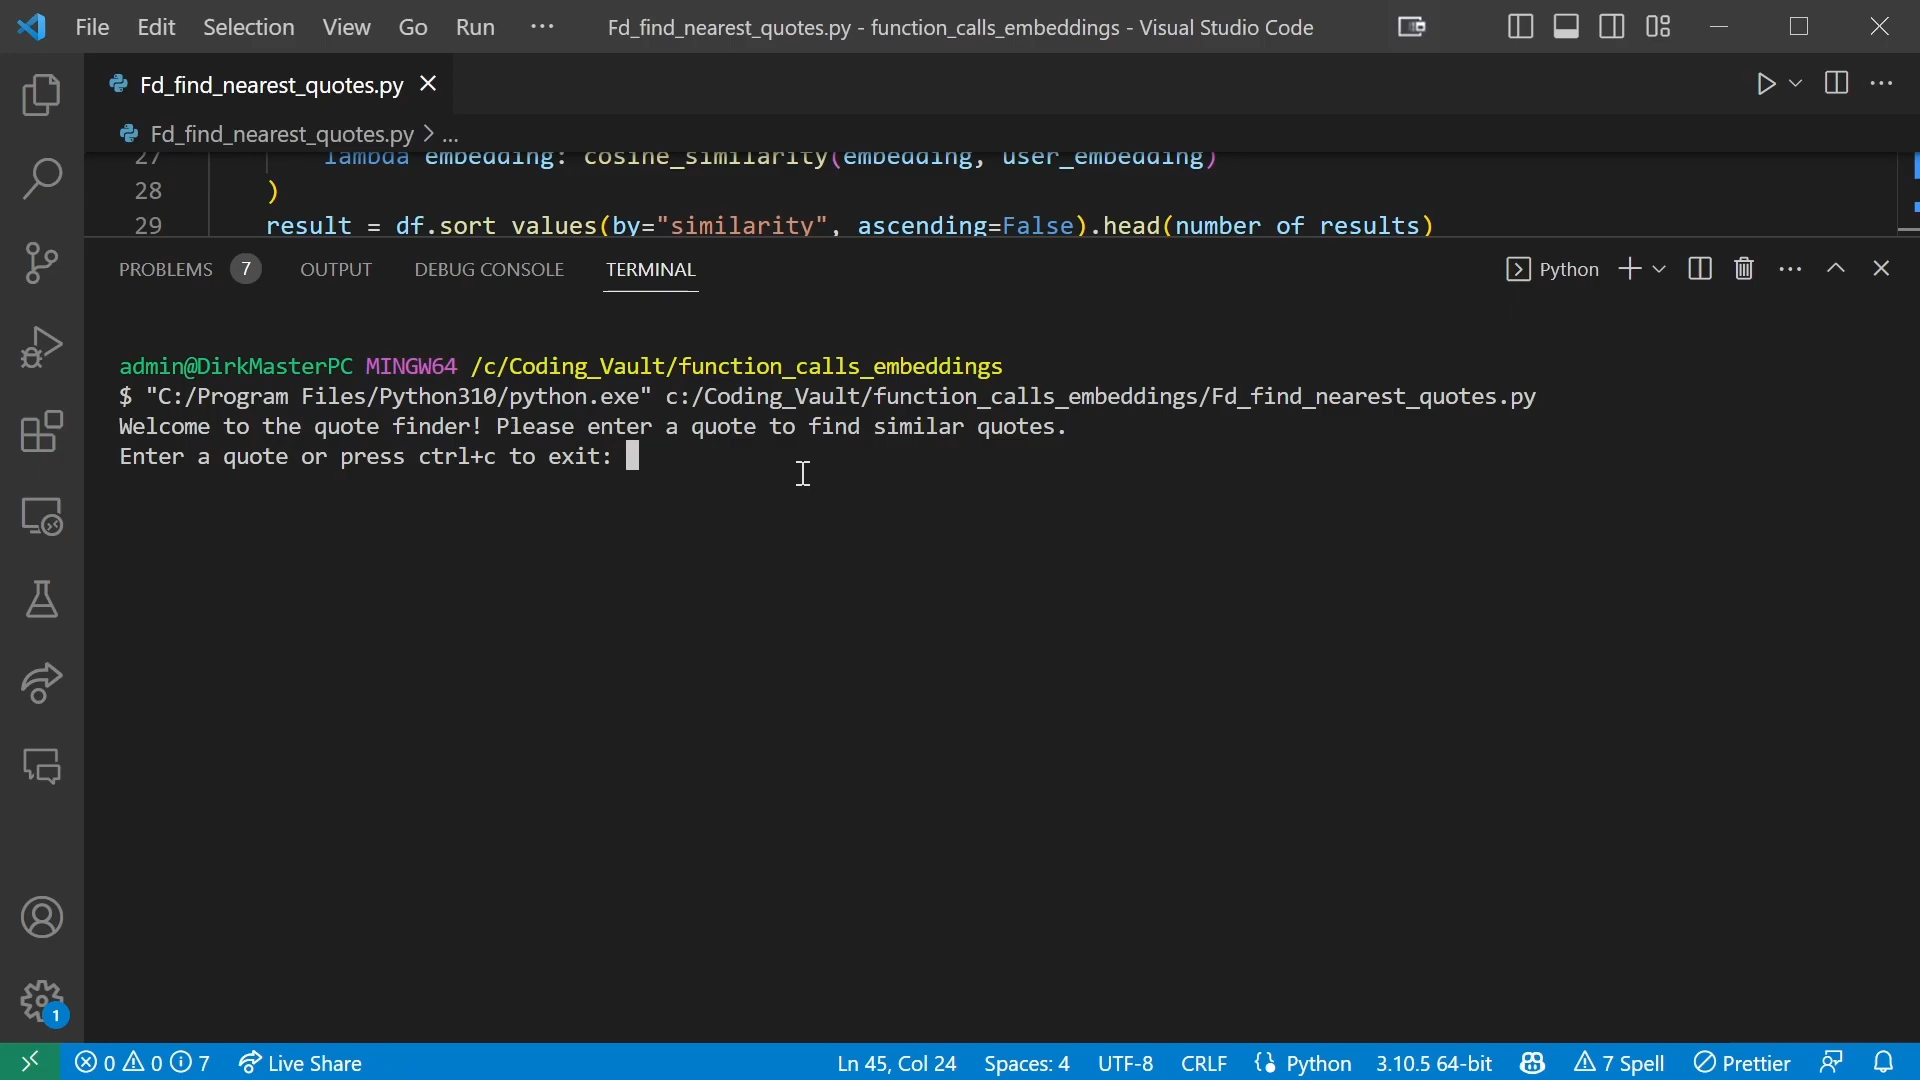 File Edit Selection View Go Run ··· Fd_find_nearest_quotes.py - function_calls_embeddings - Visual Studio Code
Fd_find_nearest_quotes.py
Fd_find_nearest_quotes.py > ...
27 lambda embedding: cosine_similarity(embedding, user_embedding)
28 )
29 result = df.sort_values(by="similarity", ascending=False).head(number_of_results)
PROBLEMS 7 OUTPUT DEBUG CONSOLE TERMINAL Python
admin@DirkMasterPC MINGW64 /c/Coding_Vault/function_calls_embeddings
$ "C:/Program Files/Python310/python.exe" c:/Coding_Vault/function_calls_embeddings/Fd_find_nearest_quotes.py
Welcome to the quote finder! Please enter a quote to find similar quotes.
Enter a quote or press ctrl+c to exit:
1
0 0 7 Live Share Ln 45, Col 24 Spaces: 4 UTF-8 CRLF Python 3.10.5 64-bit 7 Spell Prettier